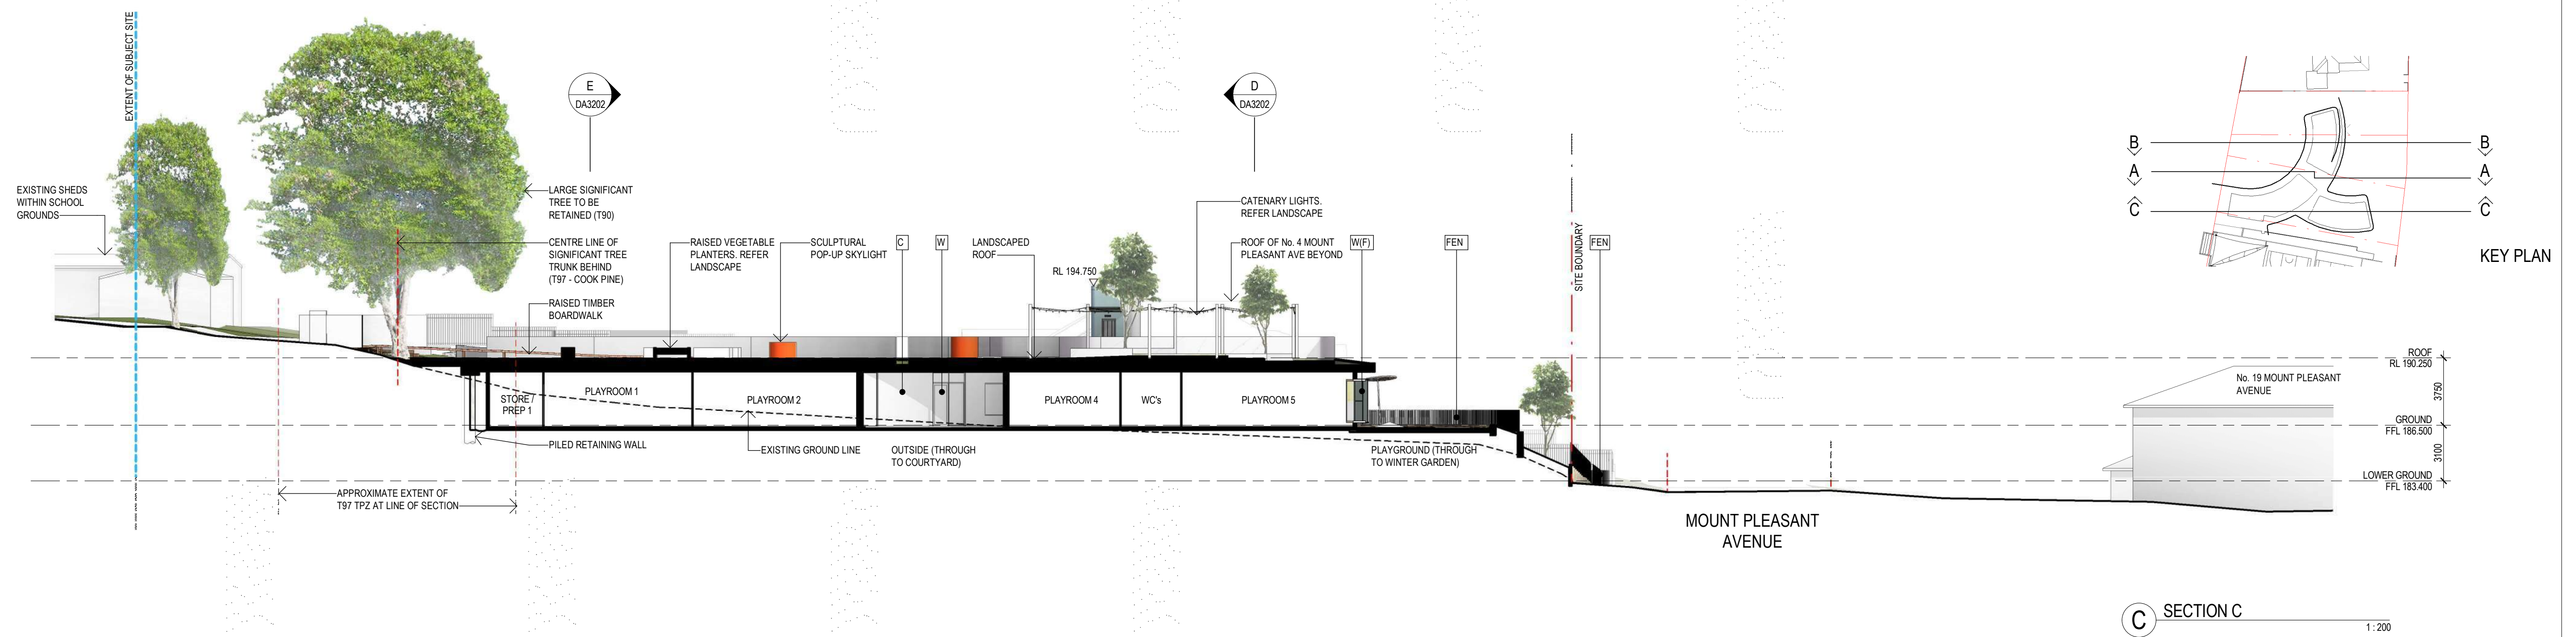 EXTENT OF SUBJECT SITE
EXISTING SHEDS
WITHIN SCHOOL
GROUNDS
E
DA3202
LARGE SIGNIFICANT
TREE TO BE
RETAINED (T90)
CENTRE LINE OF
SIGNIFICANT TREE
TRUNK BEHIND
(T97 - COOK PINE)
RAISED TIMBER
BOARDWALK
RAISED VEGETABLE
PLANTERS. REFER
LANDSCAPE
SCULPTURAL
POP-UP SKYLIGHT
C
W
LANDSCAPED
ROOF
RL 194.750
D
DA3202
CATENARY LIGHTS.
REFER LANDSCAPE
ROOF OF No. 4 MOUNT
PLEASANT AVE BEYOND
W(F)
FEN
SITE BOUNDARY
FEN
STORE /
PREP 1
PLAYROOM 1
PLAYROOM 2
PLAYROOM 4
WC's
PLAYROOM 5
PILED RETAINING WALL
EXISTING GROUND LINE
OUTSIDE (THROUGH
TO COURTYARD)
PLAYGROUND (THROUGH
TO WINTER GARDEN)
APPROXIMATE EXTENT OF
T97 TPZ AT LINE OF SECTION
MOUNT PLEASANT
AVENUE
B
B
A
A
C
C
KEY PLAN
ROOF
RL 190.250
No. 19 MOUNT PLEASANT
AVENUE
3750
GROUND
FFL 186.500
3100
LOWER GROUND
FFL 183.400
C
SECTION C
1 : 200